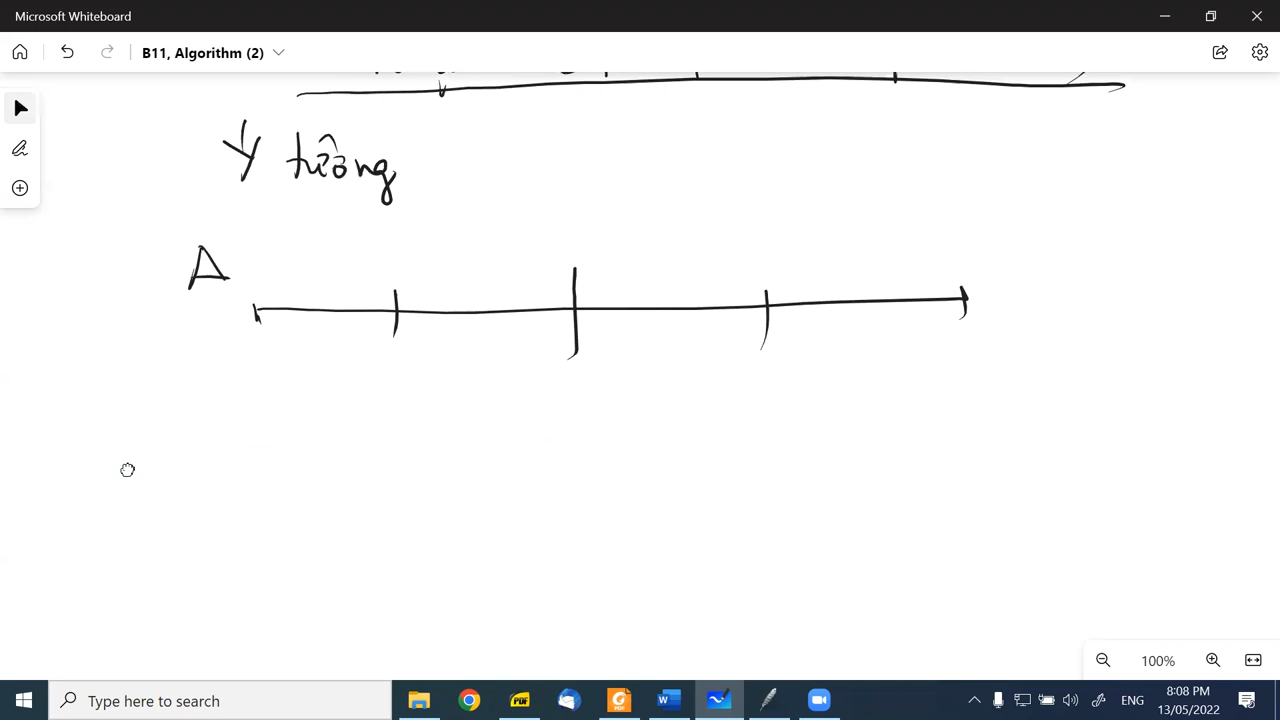 Microsoft Whiteboard
B11, Algorithm (2)
Ý tưởng
A
100%
Type here to search
ENG
8:08 PM
13/05/2022